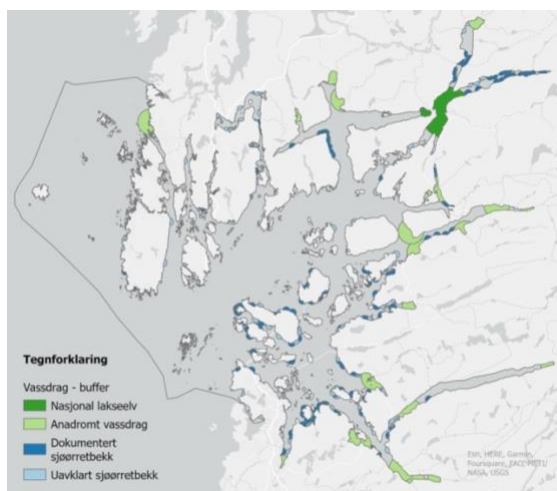 Tegnforklaring
Vassdrag - buffer
Nasjonal lakseelv
Anadromt vassdrag
Dokumentert
sjøørretbekk
Uavklart sjøørretbekk
Esri, HERE, Garmin,
Foursquare, FAO, METI/
NASA, USGS